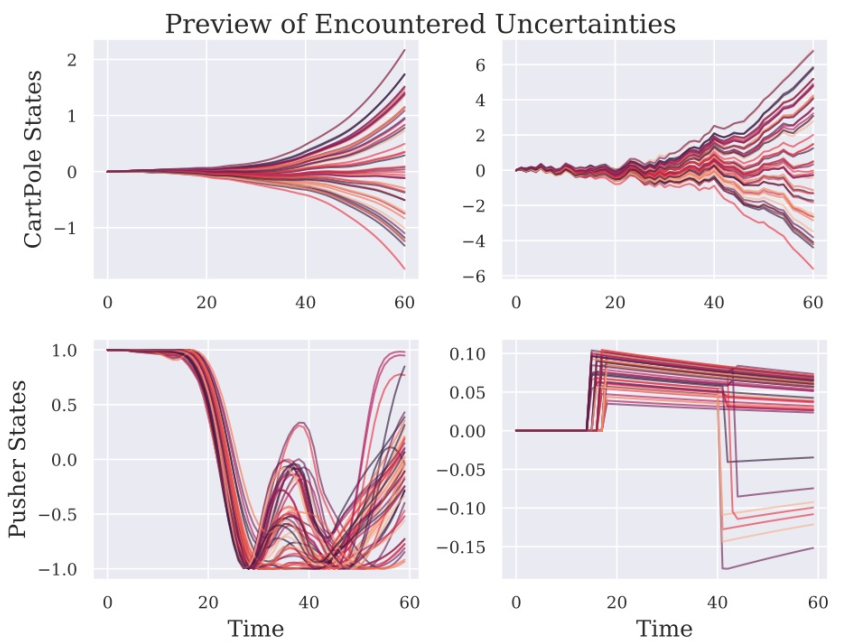 Preview of Encountered Uncertainties
CartPole States
2
1
0
−1
0 20 40 60
6
4
2
0
−2
−4
−6
0 20 40 60
Pusher States
1.0
0.5
0.0
−0.5
−1.0
0 20 40 60
Time
0.10
0.05
0.00
−0.05
−0.10
−0.15
0 20 40 60
Time